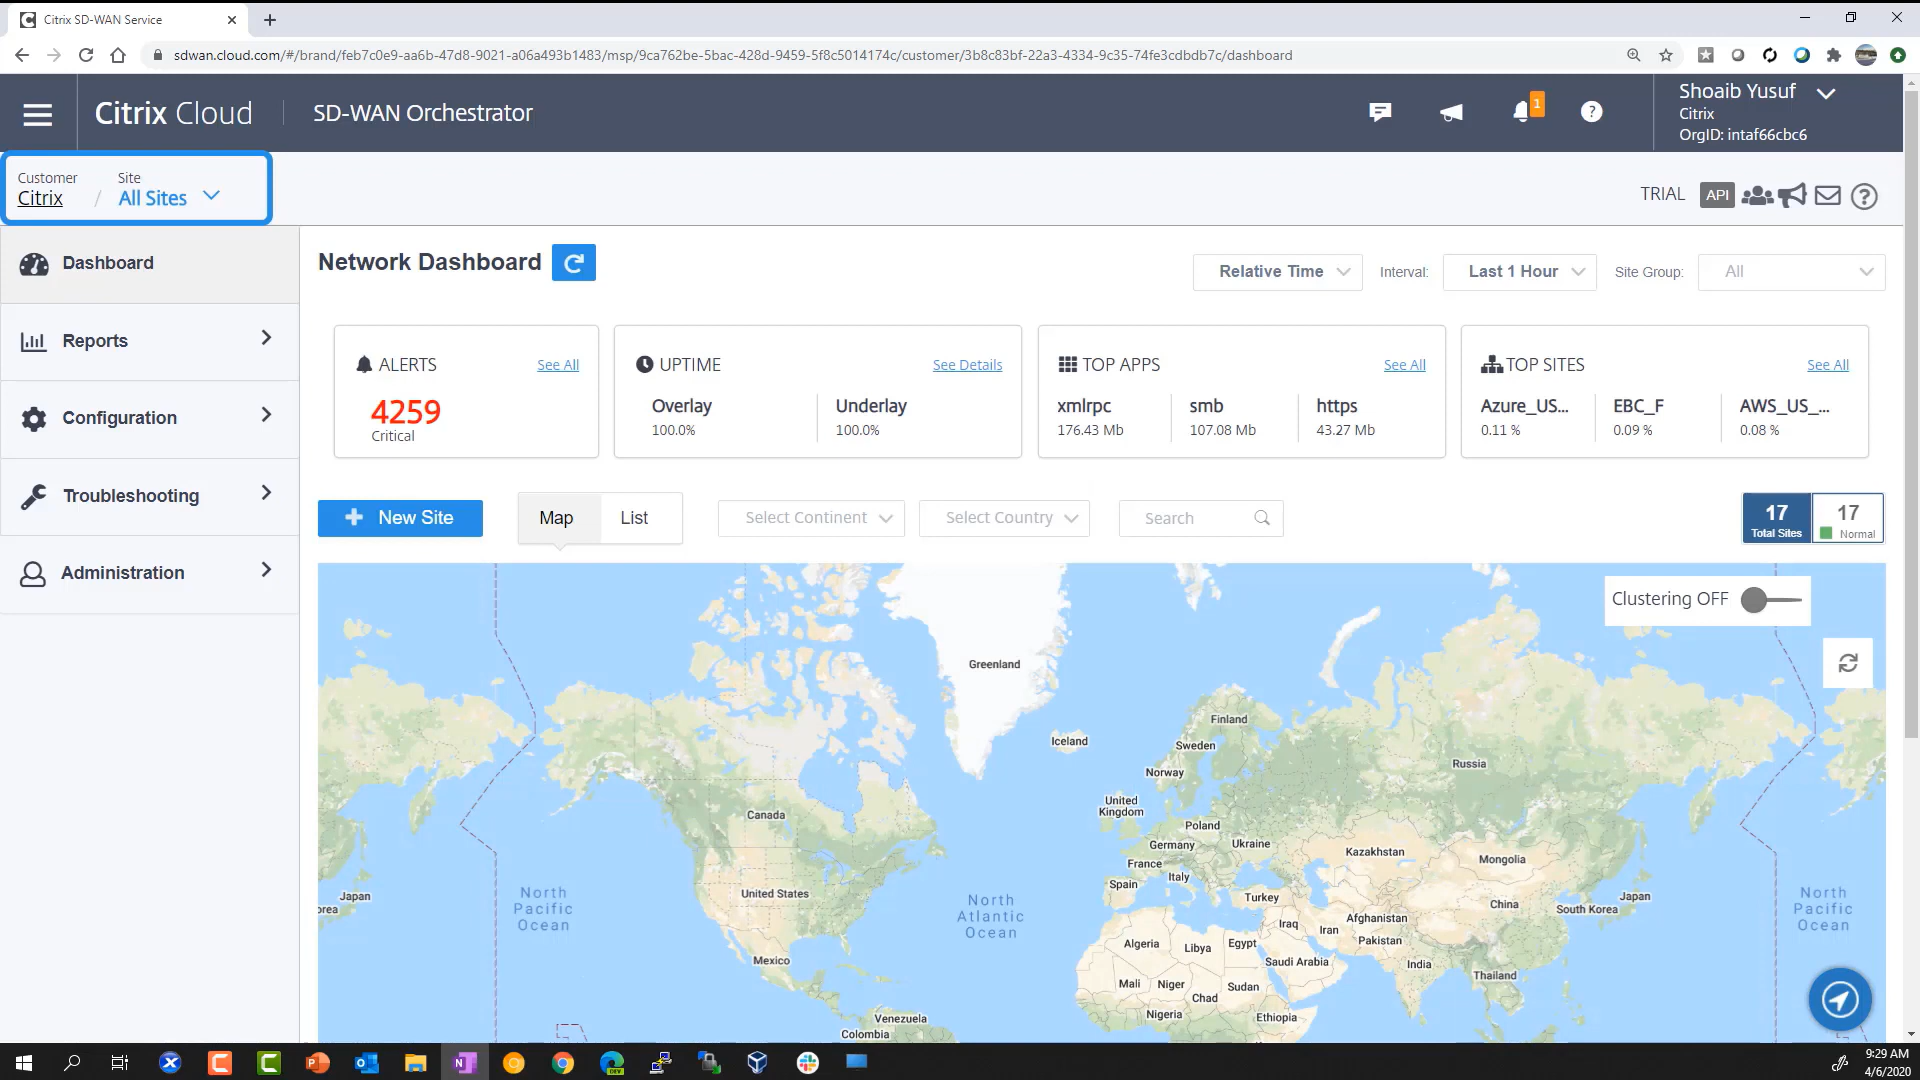 Citrix SD-WAN Service
sdwan.cloud.com/#/brand/feb7c0e9-aa6b-47d8-9021-a06a493b1483/msp/9ca762be-5bac-428d-9459-5f8c5014174c/customer/3b8c83bf-22a3-4334-9c35-74fe3cdbdb7c/dashboard
Citrix Cloud
SD-WAN Orchestrator
1
Shoaib Yusuf
Citrix
OrgID: intaf66cbc6
Customer
Citrix
/
Site
All Sites
TRIAL
API
Dashboard
Reports
Configuration
Troubleshooting
Administration
Network Dashboard
Relative Time
Interval:
Last 1 Hour
Site Group:
All
ALERTS
See All
4259
Critical
UPTIME
See Details
Overlay
100.0%
Underlay
100.0%
TOP APPS
See All
xmlrpc
176.43 Mb
smb
107.08 Mb
https
43.27 Mb
TOP SITES
See All
Azure_US...
0.11 %
EBC_F
0.09 %
AWS_US_...
0.08 %
New Site
Map
List
Select Continent
Select Country
Search
17
Total Sites
17
Normal
Clustering OFF
Greenland
Iceland
Finland
Sweden
Norway
Russia
United
Kingdom
Poland
Germany
Ukraine
France
Kazakhstan
Mongolia
Italy
Spain
Turkey
Canada
United States
Japan
orea
North
Pacific
Ocean
North
Atlantic
Ocean
China
South Korea
Japan
North
Pacific
Ocean
Afghanistan
Iraq
Iran
Pakistan
Algeria
Libya
Egypt
Saudi Arabia
India
Thailand
Mexico
Mali
Niger
Chad
Sudan
Nigeria
Ethiopia
Venezuela
Colombia
DEV
9:29 AM
4/6/2020